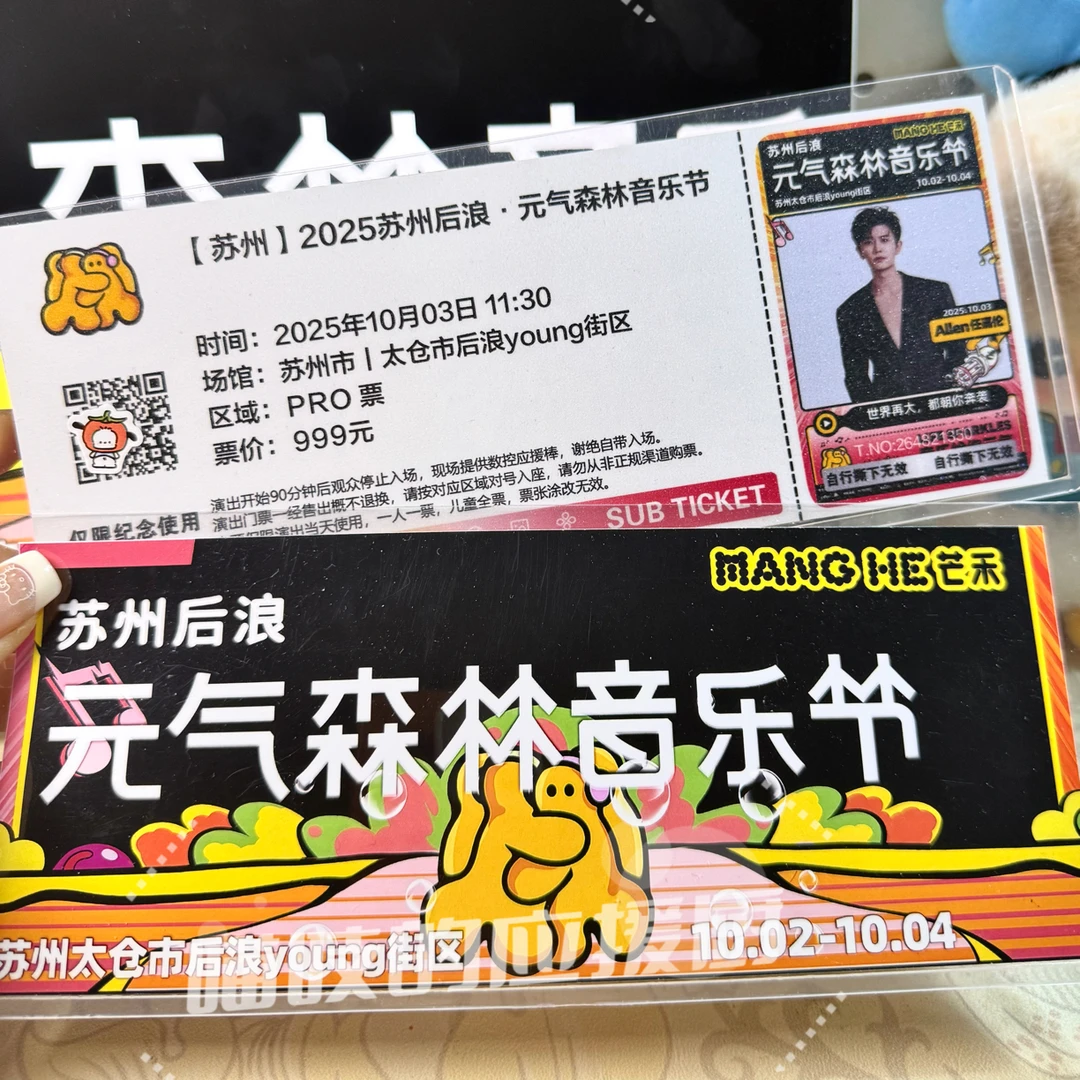 【苏州】2025苏州后浪·元气森林音乐节
时间：2025年10月03日 11:30
场馆：苏州市丨太仓市后浪young街区
区域：PRO 票
票价：999元
演出开始90分钟后观众停止入场，现场提供数控应援棒，谢绝自带入场。
演出门票一经售出概不退换，请按对应区域对号入座，请勿从非正规渠道购票。
仅限演出当天使用，一人一票，儿童全票，票张涂改无效。
仅限纪念使用
SUB TICKET
MANG HE 芒禾
苏州后浪
元气森林音乐节
10.02-10.04
苏州太仓市后浪young街区
2025.10.03
Allen 任嘉伦
世界再大，都朝你奔袭
自行撕下无效
自行撕下无效
MANG HE 芒禾
苏州后浪
元气森林音乐节
苏州太仓市后浪young街区
10.02-10.04